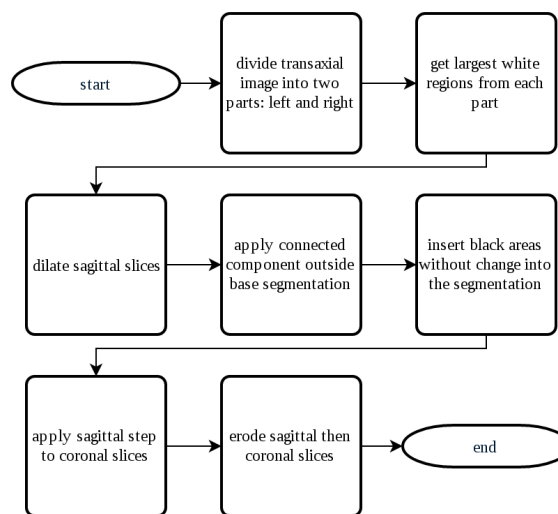 start
divide transaxial
image into two
parts: left and right
get largest white
regions from each
part
dilate sagittal slices
apply connected
component outside
base segmentation
insert black areas
without change into
the segmentation
apply sagittal step
to coronal slices
erode sagittal then
coronal slices
end